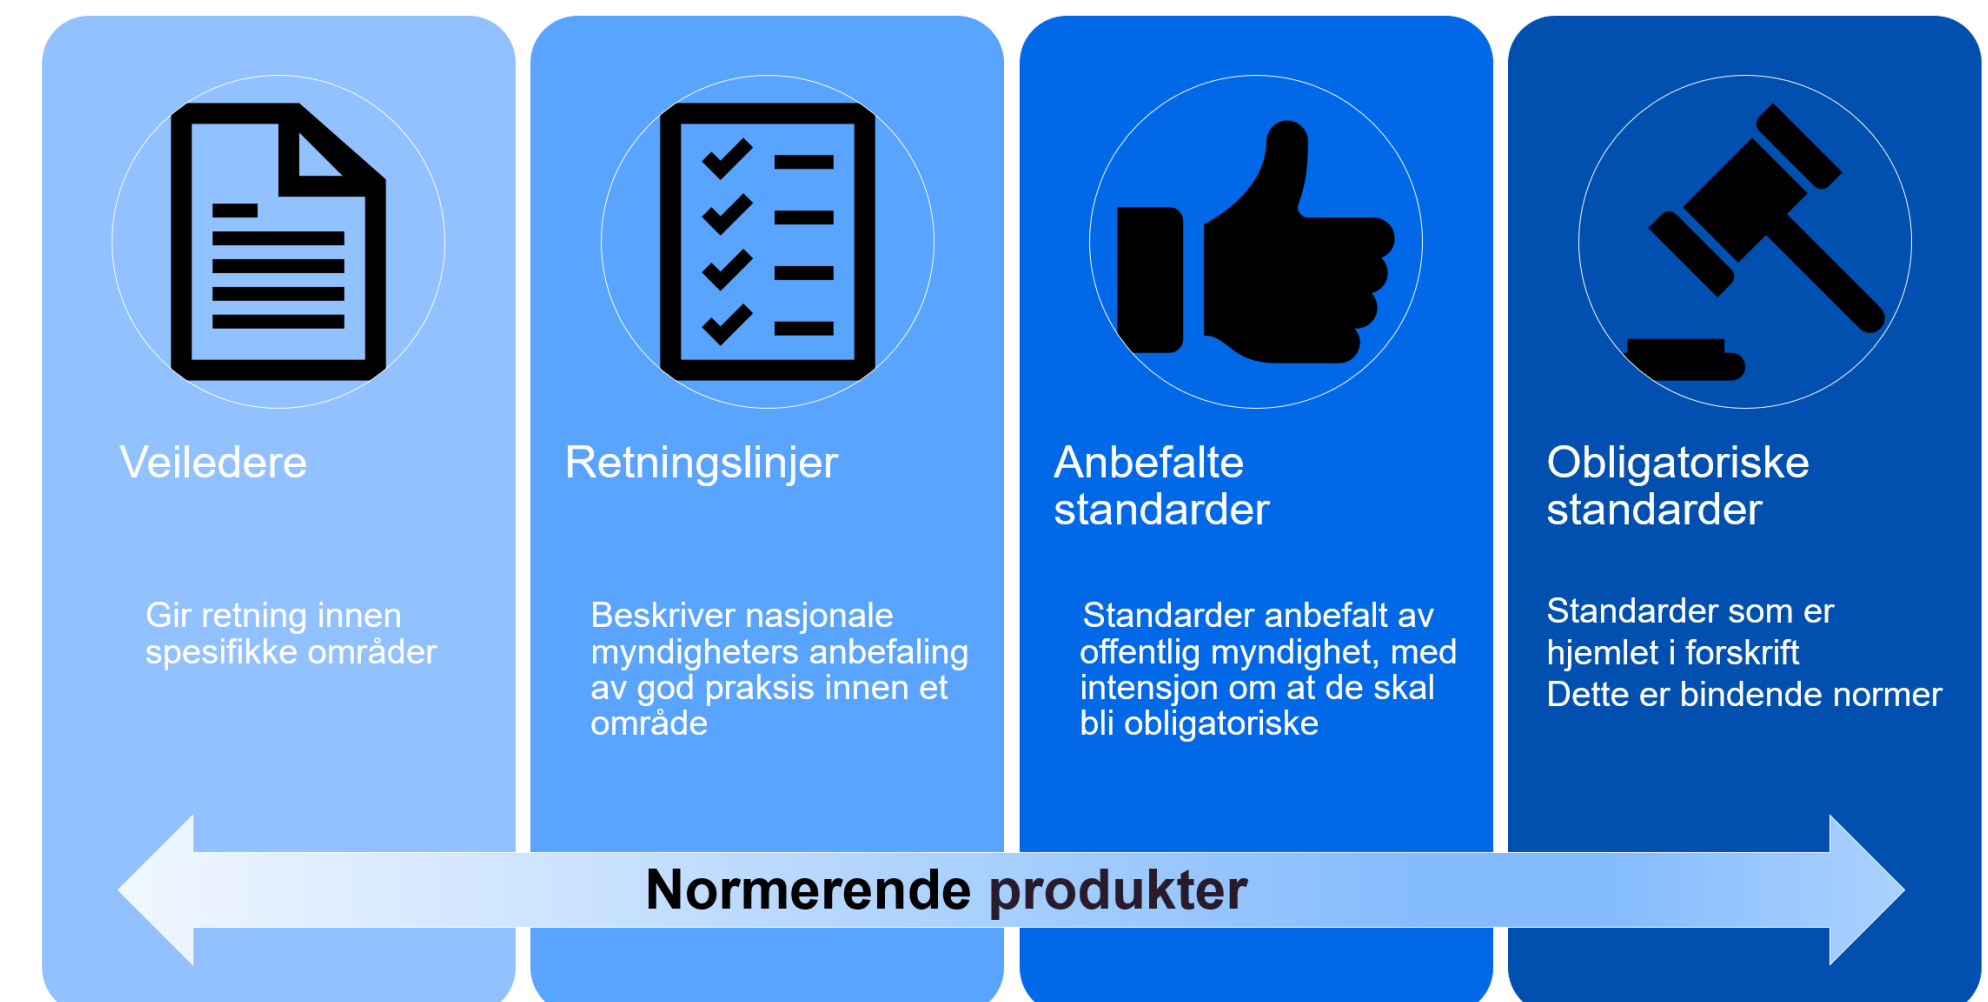 Veiledere
Gir retning innen
spesifikke områder
Retningslinjer
Beskriver nasjonale
myndigheters anbefaling
av god praksis innen et
område
Anbefalte
standarder
Standarder anbefalt av
offentlig myndighet, med
intensjon om at de skal
bli obligatoriske
Obligatoriske
standarder
Standarder som er
hjemlet i forskrift
Dette er bindende normer
Normerende produkter